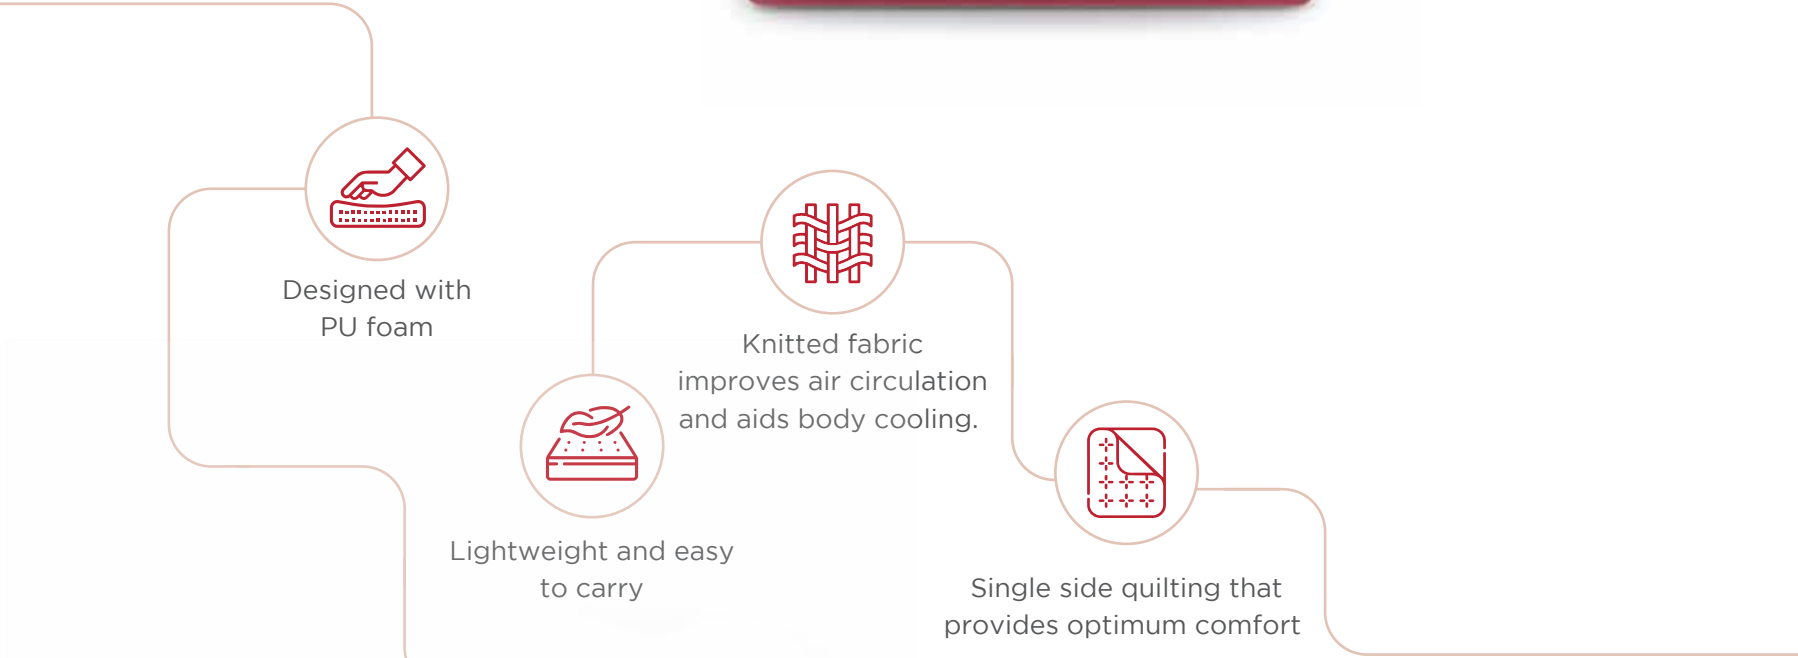 Designed with
PU foam
Knitted fabric
improves air circulation
and aids body cooling.
Lightweight and easy
to carry
Single side quilting that
provides optimum comfort